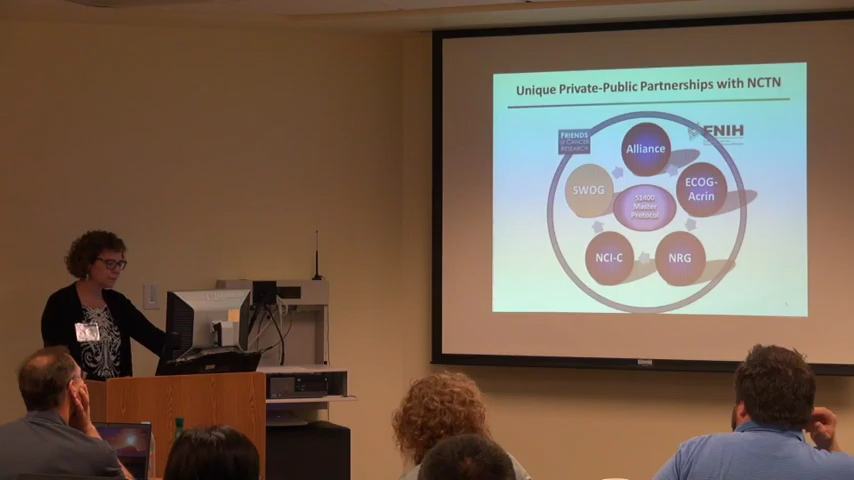 Unique Private-Public Partnerships with NCTN
FRIENDS
of CANCER
RESEARCH
FNIH
Alliance
SWOG
ECOG-
Acrin
S1400
Master
Protocol
NCI-C
NRG